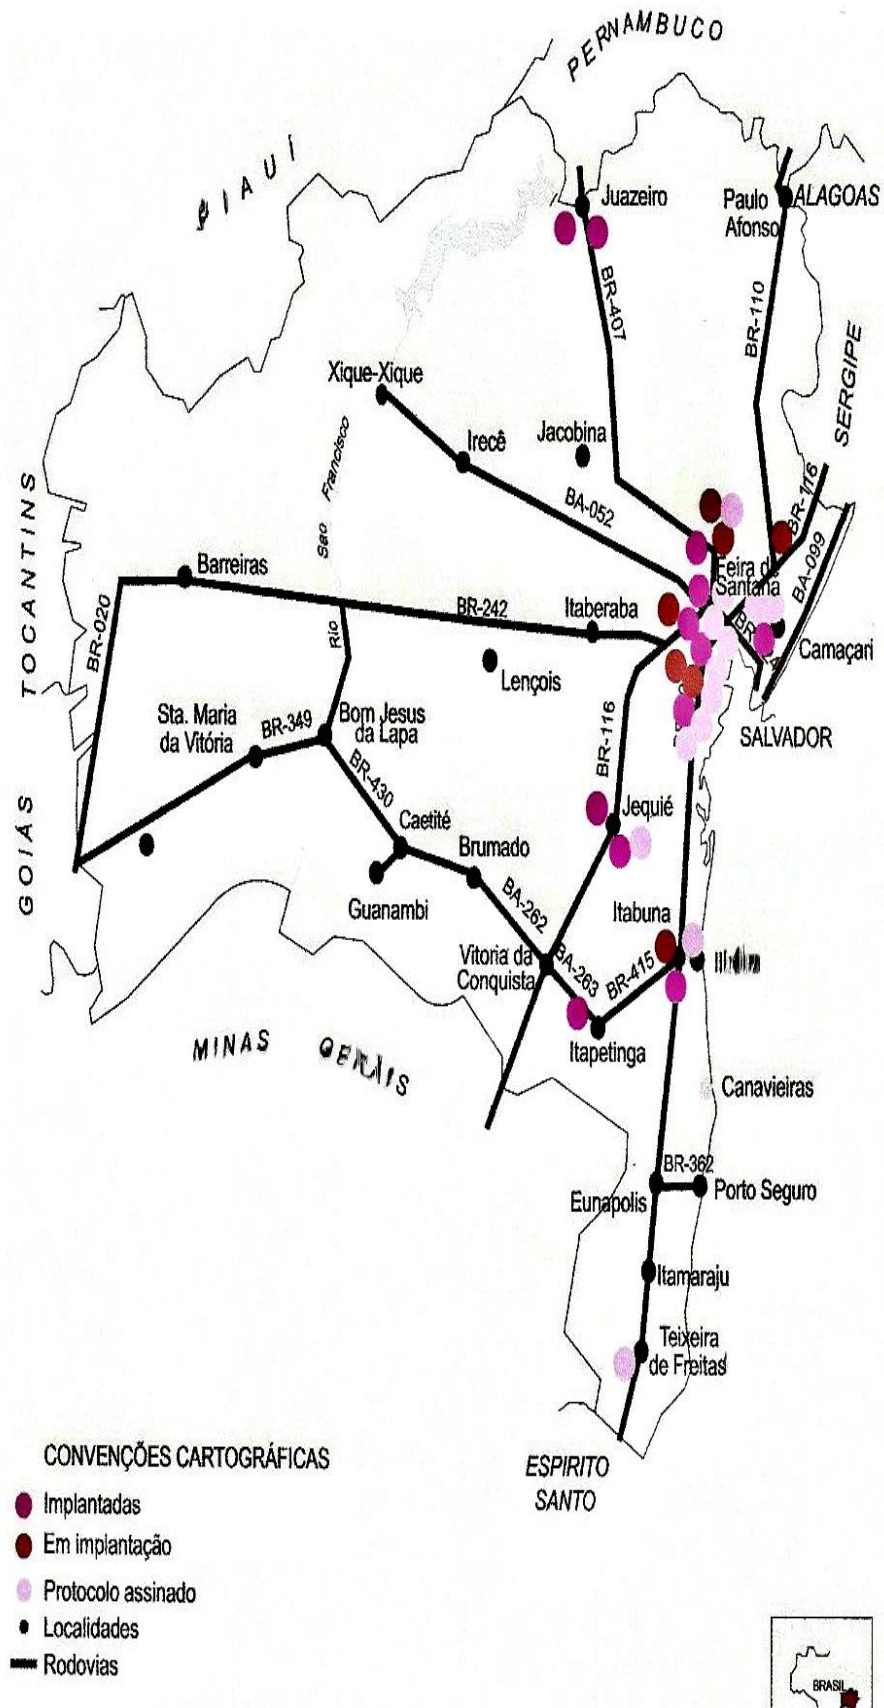 PERNAMBUCO
PIAUÍ
Juazeiro
Paulo
Afonso
ALAGOAS
BR-407
BR-110
SERGIPE
Xique-Xique
Irecê
Jacobina
Sao Francisco
BA-052
BR-116
BA-099
TOCANTINS
Barreiras
Feira de
Santana
BR-020
BR-242
Itaberaba
Rio
Camaçari
Lençois
Sta. Maria
da Vitória
BR-349
Bom Jesus
da Lapa
BR-116
SALVADOR
BR-430
GOIÁS
Caetité
Jequié
Brumado
Guanambi
BA-262
Itabuna
Vitoria da
Conquista
BA-263
BR-415
Itapetinga
MINAS GERAIS
Canavieiras
BR-362
Eunapolis
Porto Seguro
Itamaraju
Teixeira
de Freitas
CONVENÇÕES CARTOGRÁFICAS
ESPIRITO
SANTO
Implantadas
Em implantação
Protocolo assinado
Localidades
Rodovias
BRASIL